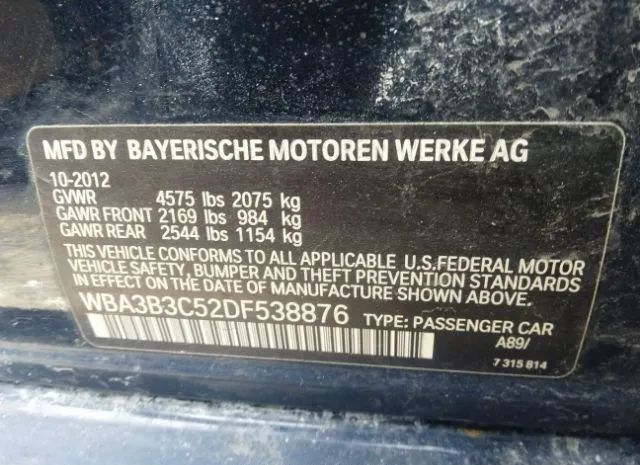 MFD BY BAYERISCHE MOTOREN WERKE AG
10-2012
GVWR 4575 lbs 2075 kg
GAWR FRONT 2169 lbs 984 kg
GAWR REAR 2544 lbs 1154 kg
THIS VEHICLE CONFORMS TO ALL APPLICABLE U.S.FEDERAL MOTOR
VEHICLE SAFETY, BUMPER AND THEFT PREVENTION STANDARDS
IN EFFECT ON THE DATE OF MANUFACTURE SHOWN ABOVE.
WBA3B3C52DF538876 TYPE: PASSENGER CAR
A89/
7 315 814